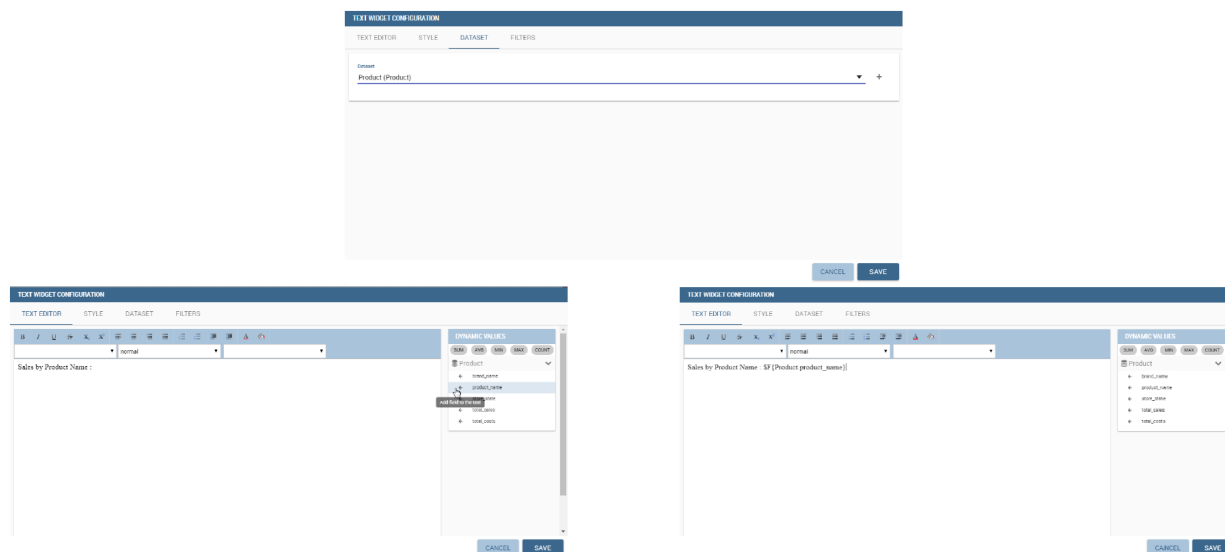 TEXT WIDGET CONFIGURATION
TEXT EDITOR STYLE DATASET FILTERS
Dataset
Product (Product)
+
CANCEL SAVE
TEXT WIDGET CONFIGURATION
TEXT EDITOR STYLE DATASET FILTERS
B I U
normal
Sales by Product Name :
DYNAMIC VALUES
SUM AVG MIN MAX COUNT
Product
brand_name
product_name
Add field to the text
total_sales
total_costs
CANCEL SAVE
TEXT WIDGET CONFIGURATION
TEXT EDITOR STYLE DATASET FILTERS
B I U
normal
Sales by Product Name : $F{Product product_name}
DYNAMIC VALUES
SUM AVG MIN MAX COUNT
Product
brand_name
product_name
store_state
total_sales
total_costs
CANCEL SAVE